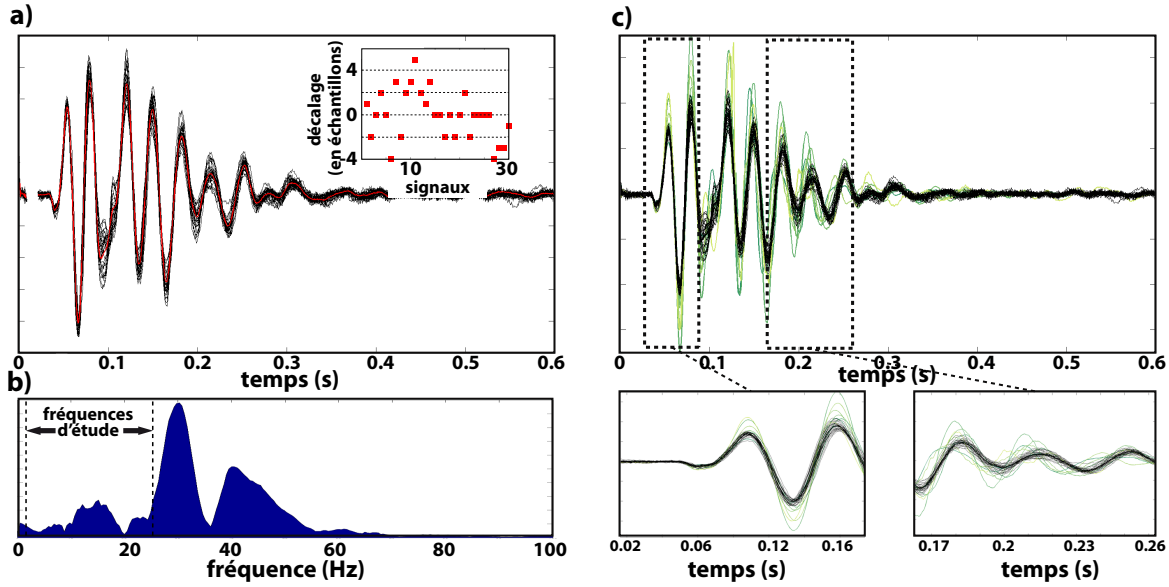 a)
décalage
(en échantillons)
4
2
0
-4
10
30
signaux
0
0.1
0.2
0.3
0.4
0.5
0.6
temps (s)
b)
fréquences
d'étude
0
20
40
60
80
100
fréquence (Hz)
c)
0
0.1
0.2
0.3
0.4
0.5
0.6
temps (s)
0.02
0.06
0.12
0.16
temps (s)
0.17
0.2
0.23
0.26
temps (s)